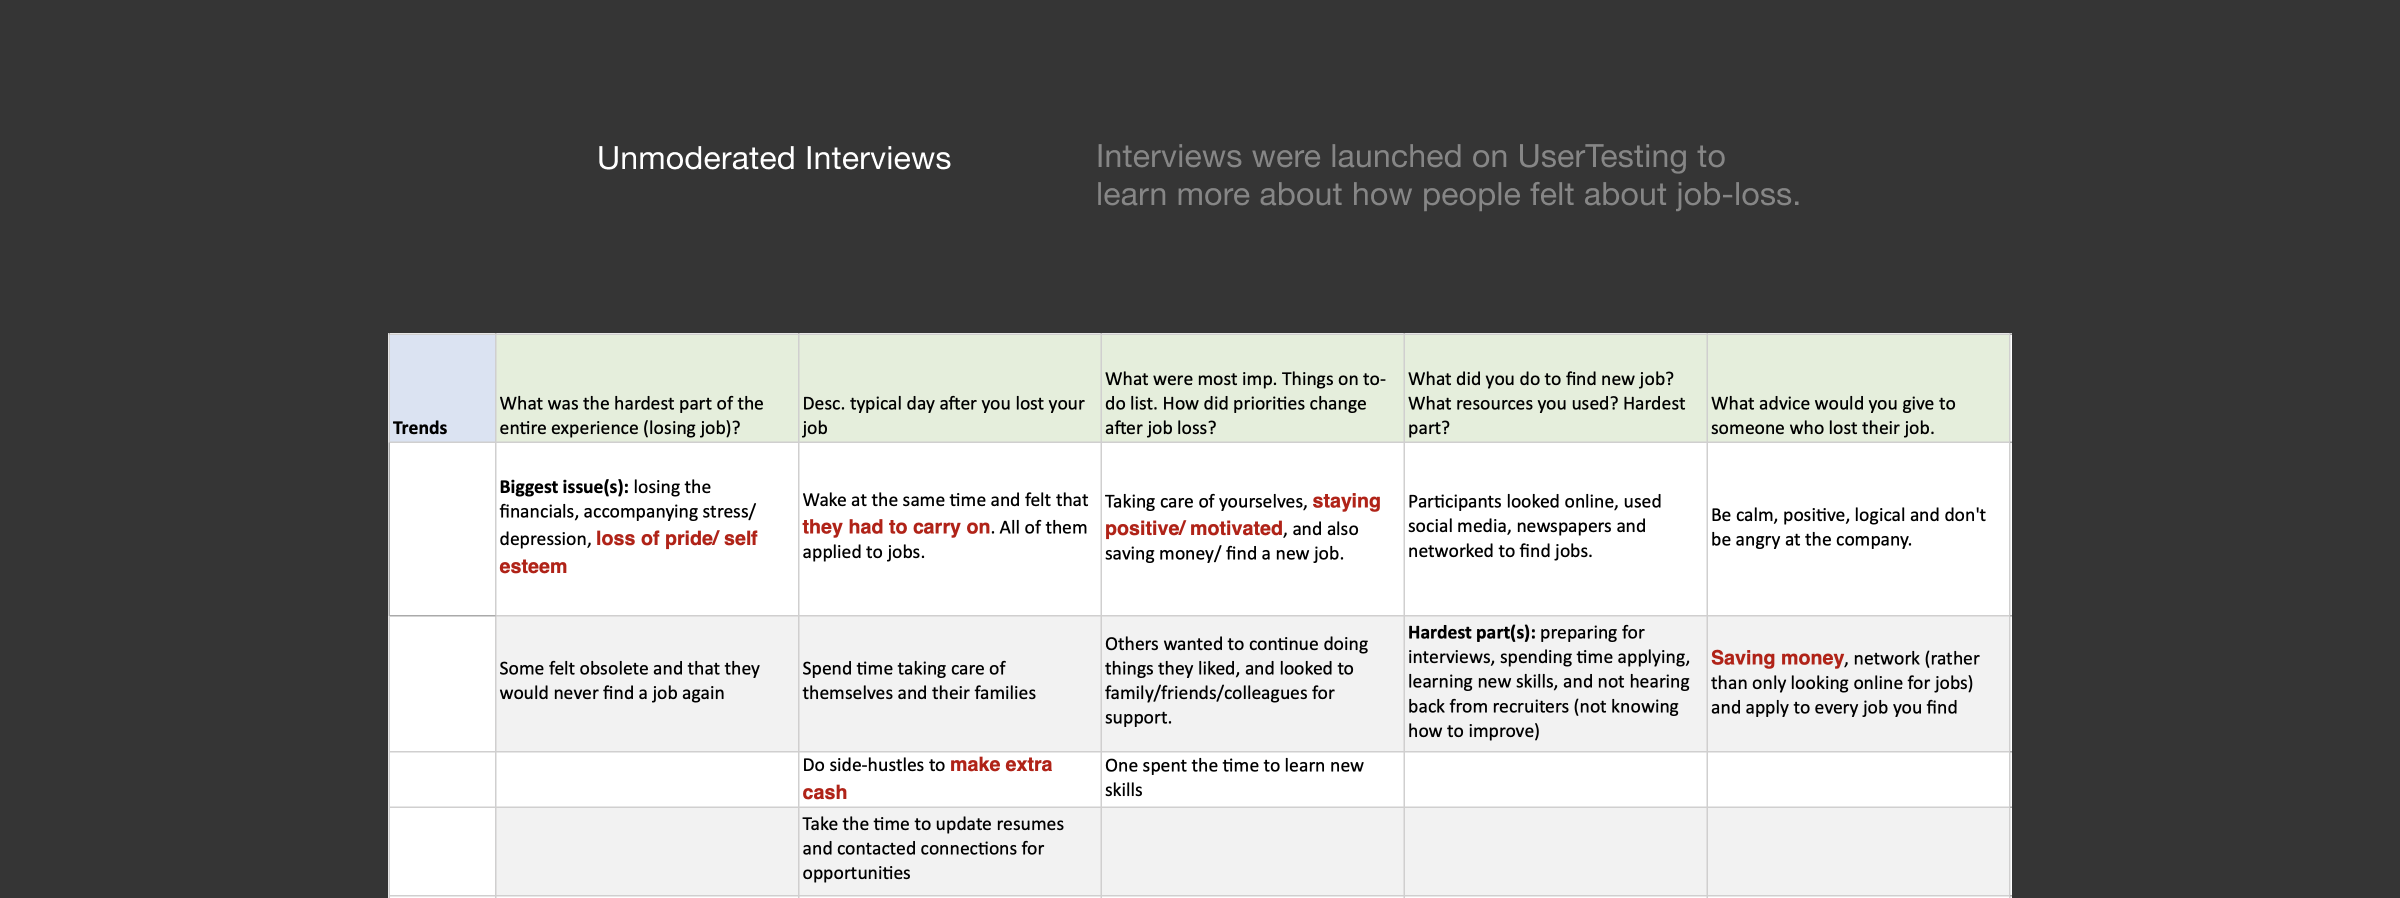 Unmoderated Interviews
Interviews were launched on UserTesting to
learn more about how people felt about job-loss.
Trends
What was the hardest part of the
entire experience (losing job)?
Desc. typical day after you lost your
job
What were most imp. Things on to-
do list. How did priorities change
after job loss?
What did you do to find new job?
What resources you used? Hardest
part?
What advice would you give to
someone who lost their job.
Biggest issue(s): losing the
financials, accompanying stress/
depression, loss of pride/ self
esteem
Wake at the same time and felt that
they had to carry on. All of them
applied to jobs.
Taking care of yourselves, staying
positive/ motivated, and also
saving money/ find a new job.
Participants looked online, used
social media, newspapers and
networked to find jobs.
Be calm, positive, logical and don't
be angry at the company.
Some felt obsolete and that they
would never find a job again
Spend time taking care of
themselves and their families
Others wanted to continue doing
things they liked, and looked to
family/friends/colleagues for
support.
Hardest part(s): preparing for
interviews, spending time applying,
learning new skills, and not hearing
back from recruiters (not knowing
how to improve)
Saving money, network (rather
than only looking online for jobs)
and apply to every job you find
Do side-hustles to make extra
cash
One spent the time to learn new
skills
Take the time to update resumes
and contacted connections for
opportunities